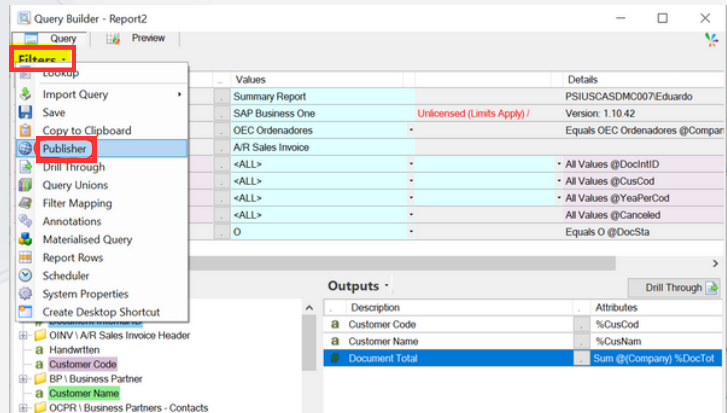 Query Builder - Report2
Query Preview
Filters
Lookup
Import Query
Save
Copy to Clipboard
Publisher
Drill Through
Query Unions
Filter Mapping
Annotations
Materialised Query
Report Rows
Scheduler
System Properties
Create Desktop Shortcut
Values Details
Summary Report PSIUSCASDMC007\Eduardo
SAP Business One Unlicensed (Limits Apply) / Version: 1.10.42
OEC Ordenadores Equals OEC Ordenadores @Compan
A/R Sales Invoice
<ALL> All Values @DocIntID
<ALL> All Values @CusCod
<ALL> All Values @YeaPerCod
<ALL> All Values @Canceled
O Equals O @DocSta
OINV \ A/R Sales Invoice Header
Handwritten
Customer Code
BP \ Business Partner
Customer Name
OCPR \ Business Partners - Contacts
Outputs Drill Through
Description Attributes
Customer Code %CusCod
Customer Name %CusNam
Document Total Sum @(Company) %DocTot